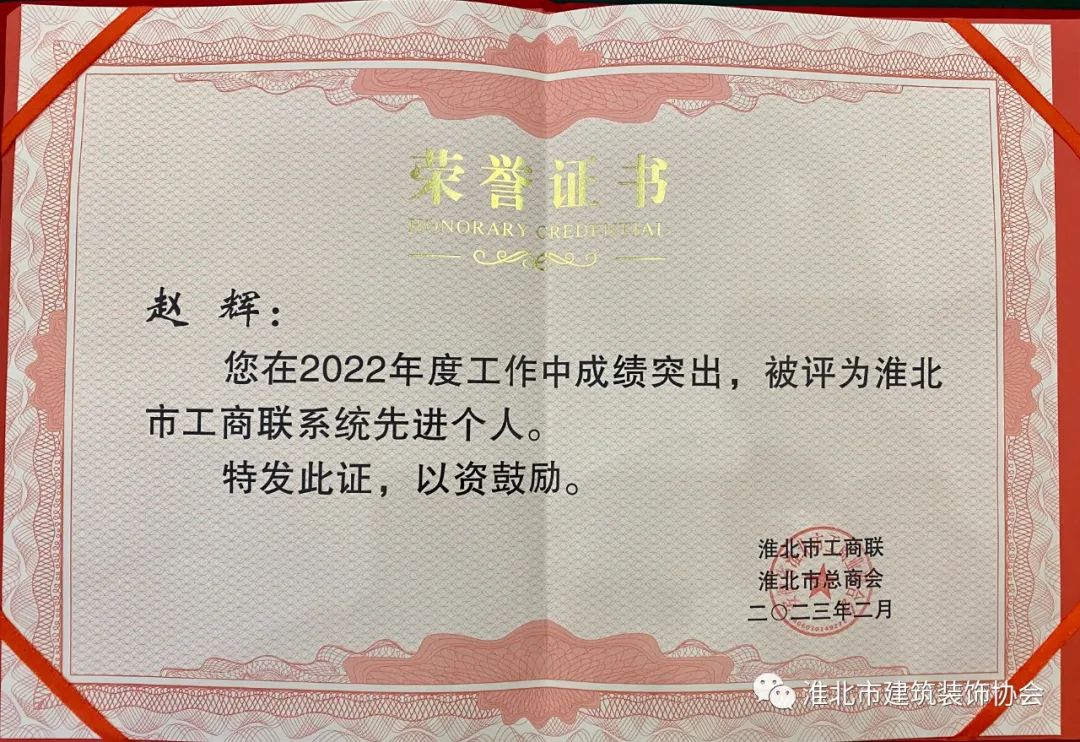 荣誉证书
HONORARY CREDENTIAL
赵 辉：
您在2022年度工作中成绩突出，被评为淮北
市工商联系统先进个人。
特发此证，以资鼓励。
淮北市工商联
淮北市总商会
二〇二三年二月
淮北市建筑装饰协会